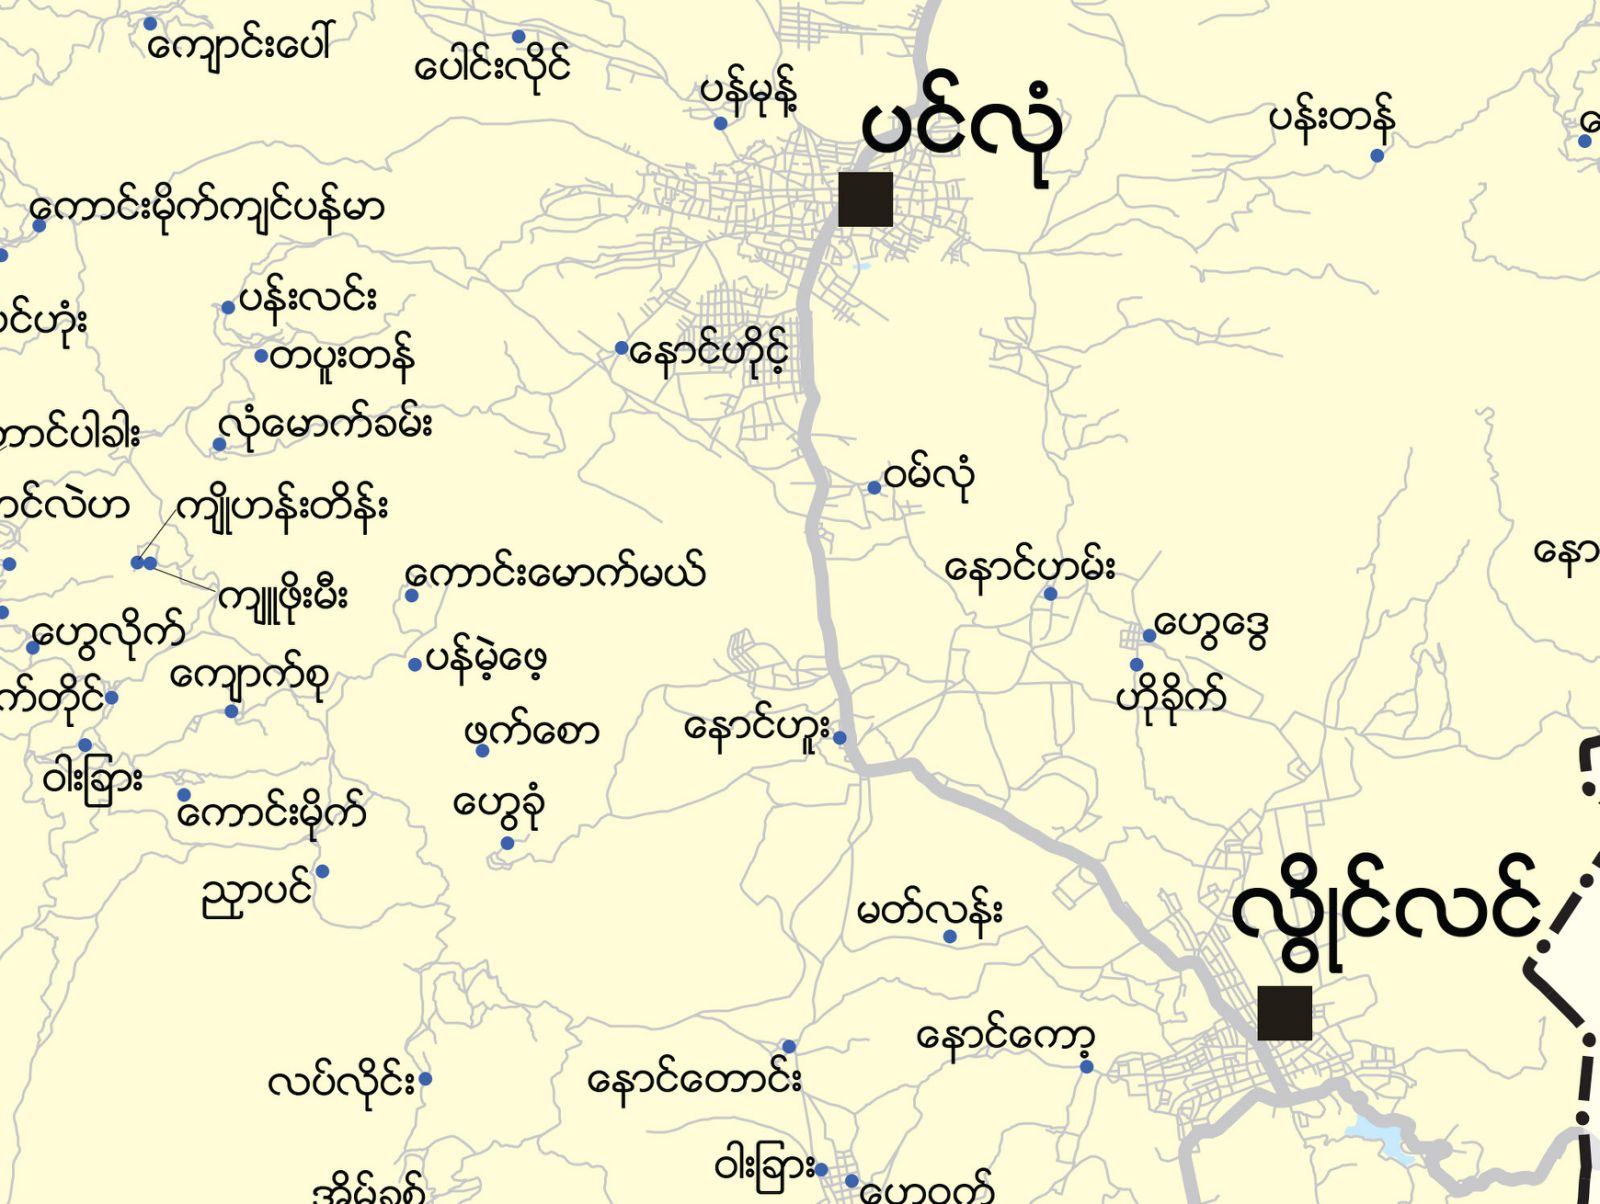 ကျောင်းပေါ်
ပေါင်းလိုင်
ပန်မုန့်
ပင်လုံ
ပန်းတန်
ကောင်းမိုက်ကျင်ပန်မာ
ပန်းလင်း
တပူးတန်
နောင်ဟိုင့်
လုံမောက်ခမ်း
ဝမ်လုံ
ကျိုဟန်းတိန်း
ကျူဖိုးမီး
ကောင်းမောက်မယ်
နောင်ဟမ်း
ဟွေလိုက်
ဟွေဒွေ
ကျောက်စု
ပန်မဲ့ဖေ့
ဟိုခိုက်
ဖက်စော
နောင်ဟူး
ဝါးခြား
ကောင်းမိုက်
ဟွေခုံ
ညှာပင်
မတ်လန်း
လွိုင်လင်
နောင်ကော့
လပ်လိုင်း
နောင်တောင်း
ဝါးခြား